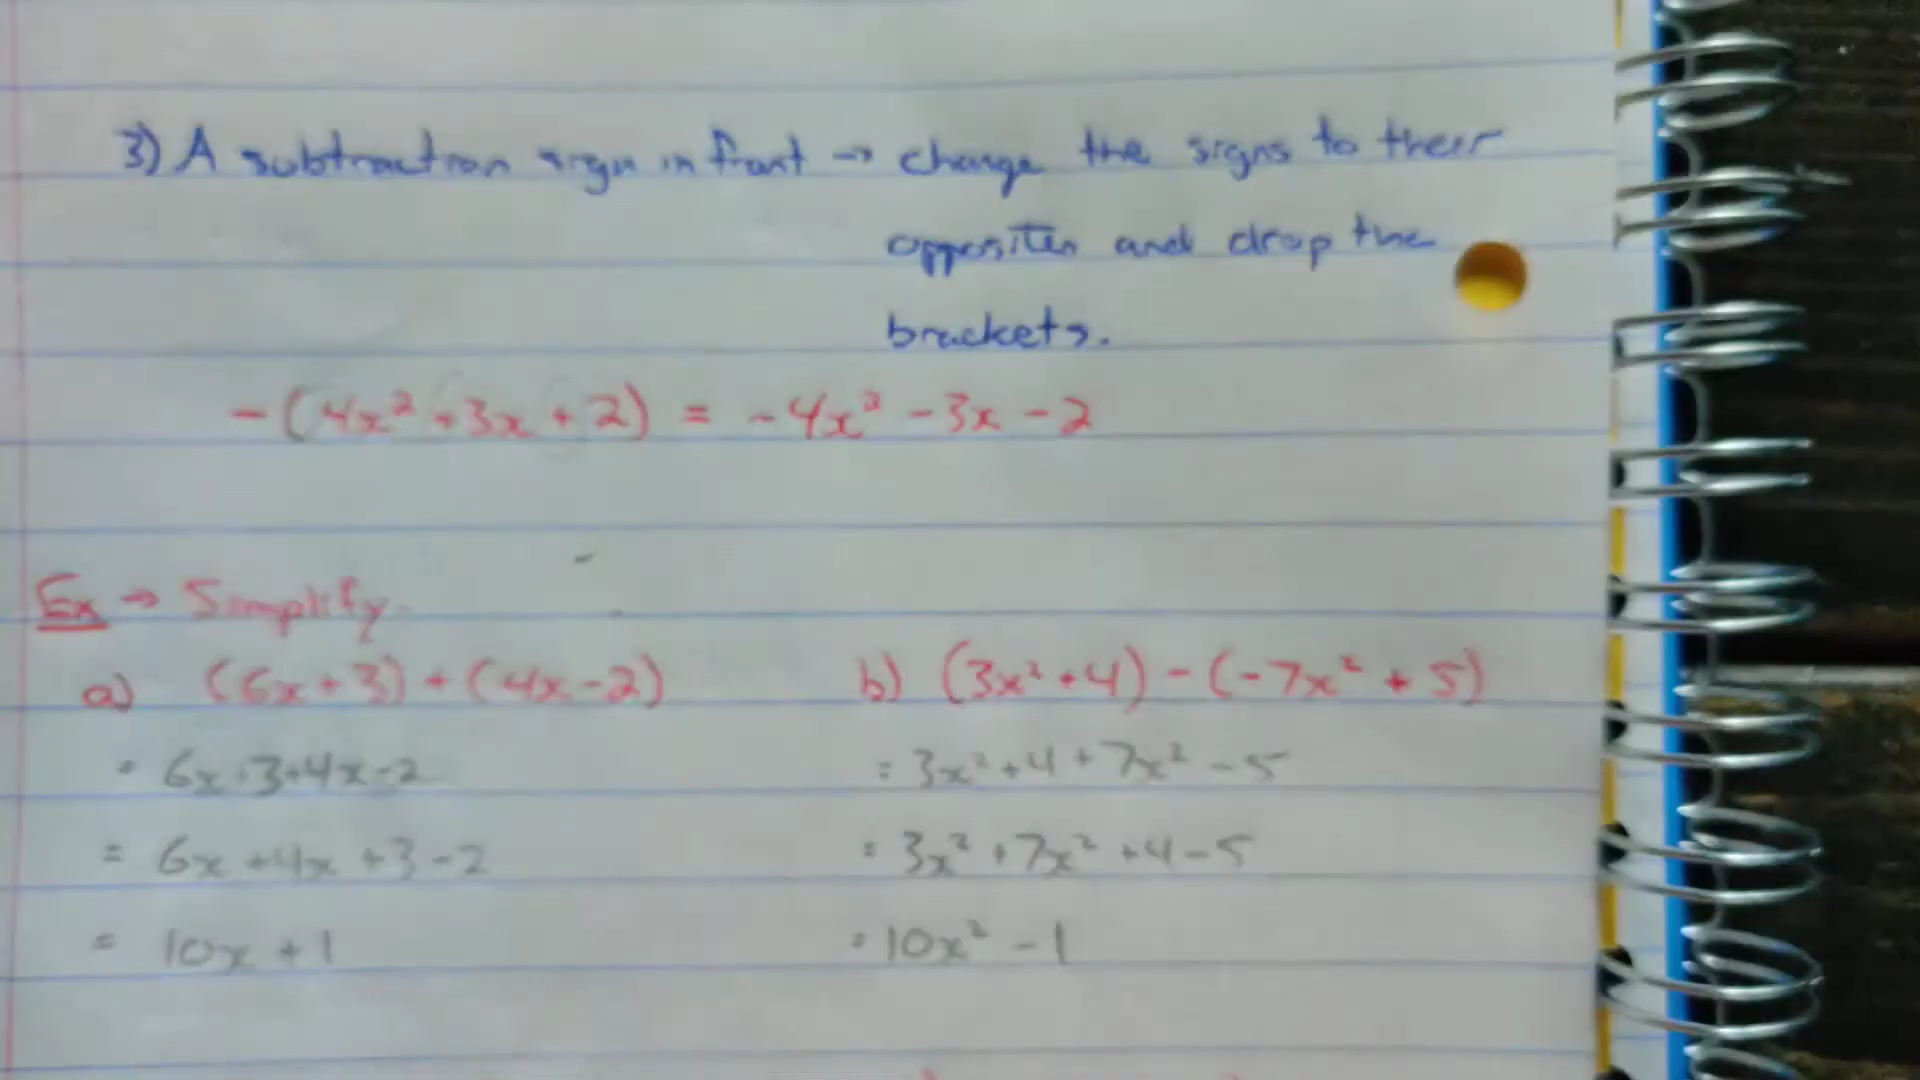 3) A subtraction sign in front → change the signs to their
opposites and drop the
brackets.
-(4x² +3x + 2) = -4x² -3x -2
Ex → Simplify.
a) (6x + 3) + (4x - 2)
b) (3x² + 4) - (-7x² + 5)
= 6x+3+4x-2
= 3x² +4 + 7x² - 5
= 6x +4x +3 -2
= 3x² +7x² +4 -5
= 10x + 1
= 10x² - 1